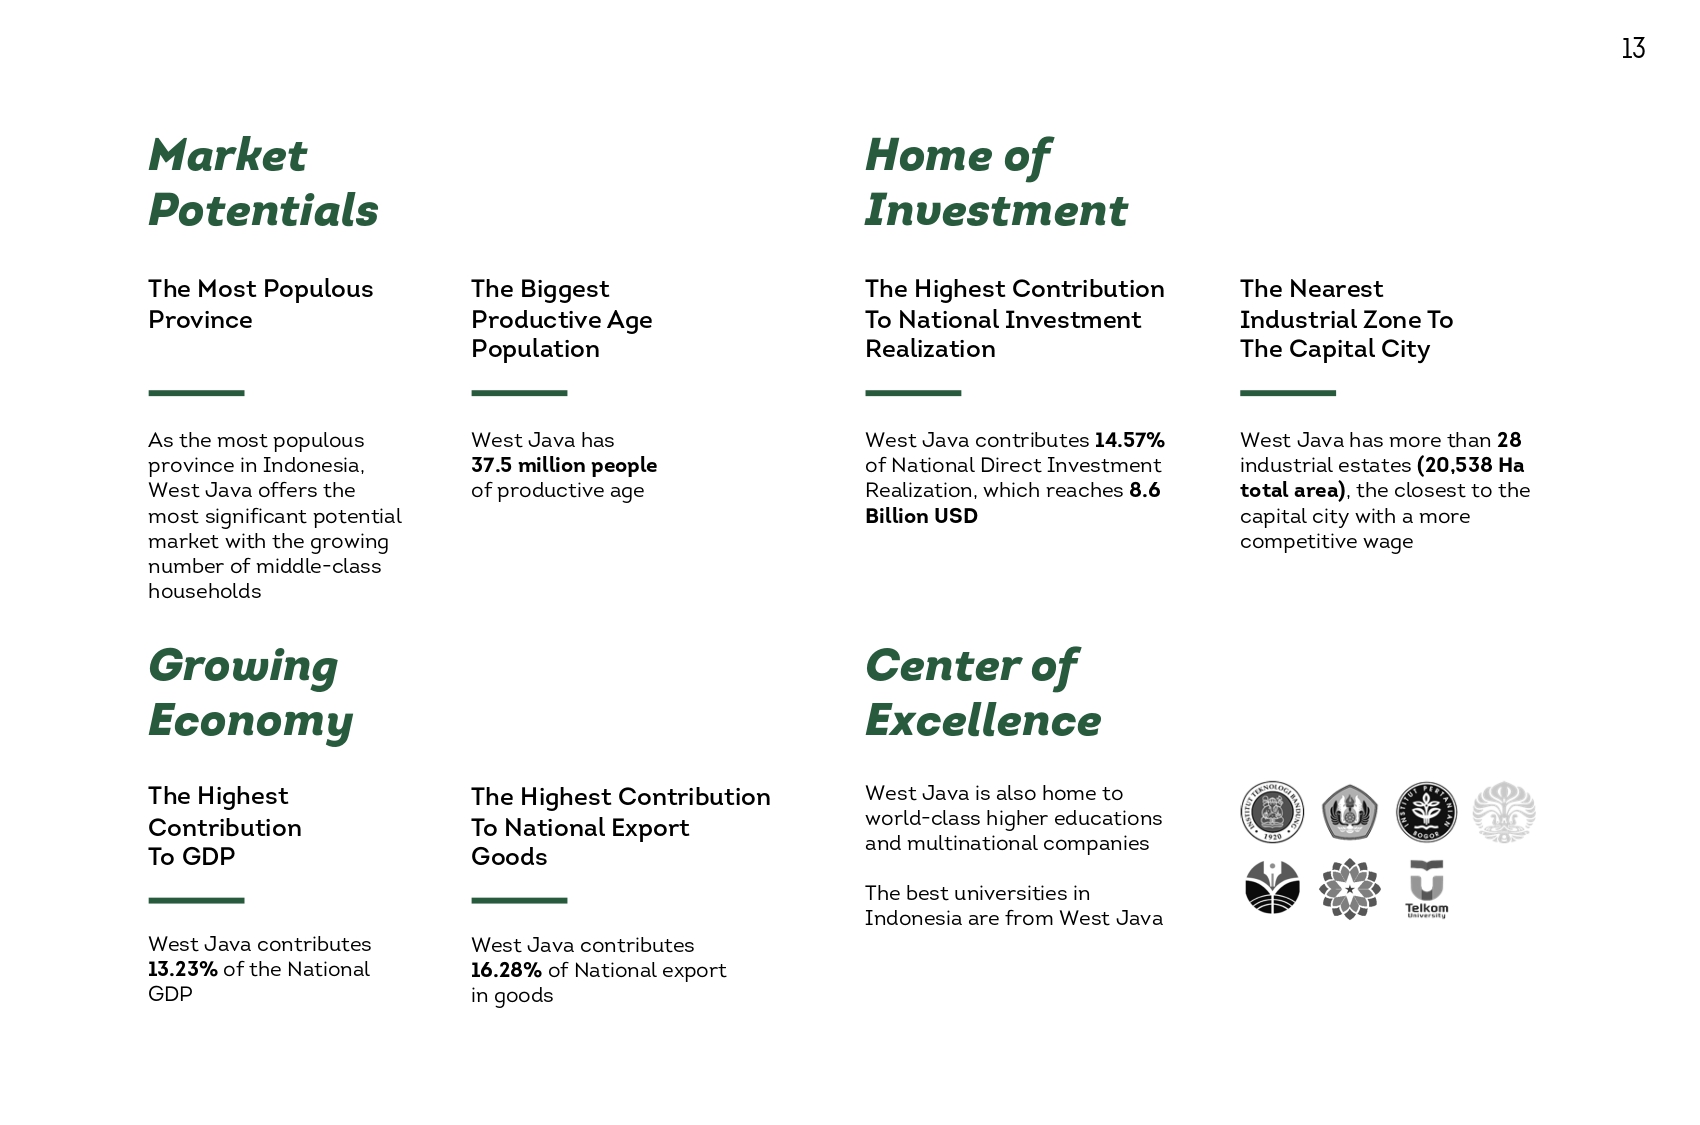 13
Market
Potentials
The Most Populous
Province
As the most populous
province in Indonesia,
West Java offers the
most significant potential
market with the growing
number of middle-class
households
The Biggest
Productive Age
Population
West Java has
37.5 million people
of productive age
Home of
Investment
The Highest Contribution
To National Investment
Realization
West Java contributes 14.57%
of National Direct Investment
Realization, which reaches 8.6
Billion USD
The Nearest
Industrial Zone To
The Capital City
West Java has more than 28
industrial estates (20,538 Ha
total area), the closest to the
capital city with a more
competitive wage
Growing
Economy
The Highest
Contribution
To GDP
West Java contributes
13.23% of the National
GDP
The Highest Contribution
To National Export
Goods
West Java contributes
16.28% of National export
in goods
Center of
Excellence
West Java is also home to
world-class higher educations
and multinational companies
The best universities in
Indonesia are from West Java
INSTITUT TEKNOLOGI BANDUNG
1920
INSTITUT PERTANIAN
BOGOR
Telkom
University